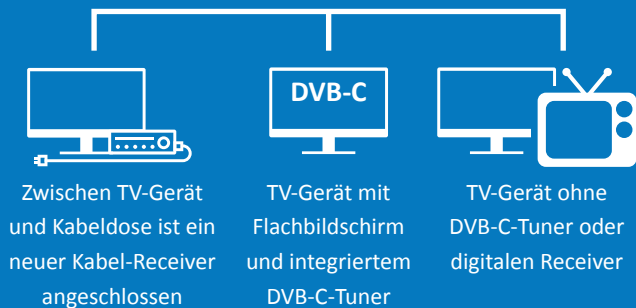 DVB-C
Zwischen TV-Gerät
und Kabeldose ist ein
neuer Kabel-Receiver
angeschlossen
TV-Gerät mit
Flachbildschirm
und integriertem
DVB-C-Tuner
TV-Gerät ohne
DVB-C-Tuner oder
digitalen Receiver